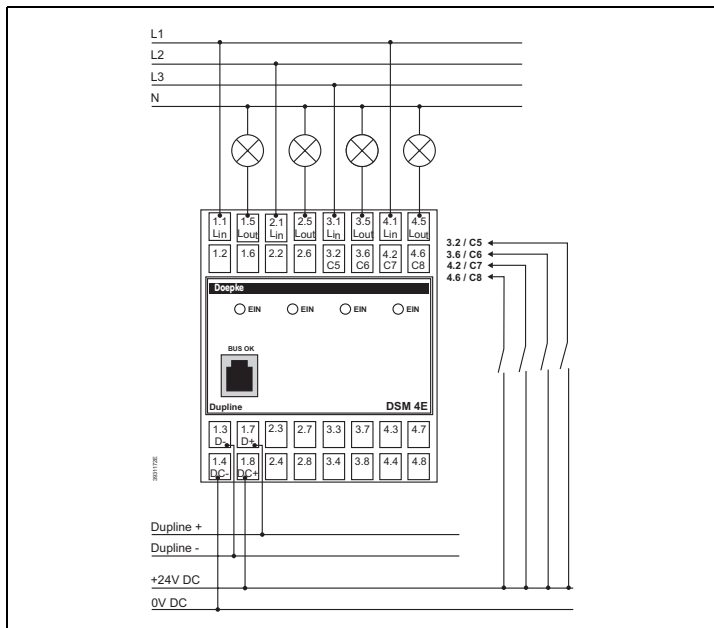 L1
L2
L3
N
1.1 1.5 2.1 2.5 3.1 3.5 4.1 4.5
Lin Lout Lin Lout Lin Lout Lin Lout
1.2 1.6 2.2 2.6 3.2 3.6 4.2 4.6
C5 C6 C7 C8
3.2 / C5
3.6 / C6
4.2 / C7
4.6 / C8
Doepke
EIN EIN EIN EIN
BUS OK
Dupline DSM 4E
1.3 1.7 2.3 2.7 3.3 3.7 4.3 4.7
D- D+
1.4 1.8 2.4 2.8 3.4 3.8 4.4 4.8
DC- DC+
Dupline +
Dupline -
+24V DC
0V DC